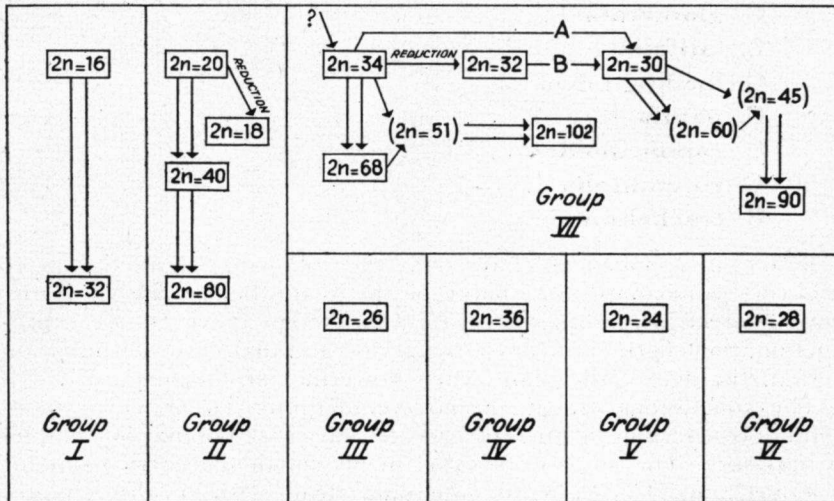 2n=16
2n=32
Group
I
2n=20
REDUCTION
2n=18
2n=40
2n=80
Group
II
?
A
2n=34
REDUCTION
2n=32
B
2n=30
(2n=51)
2n=102
(2n=60)
(2n=45)
2n=68
2n=90
Group
VII
2n=26
Group
III
2n=36
Group
IV
2n=24
Group
V
2n=28
Group
VI